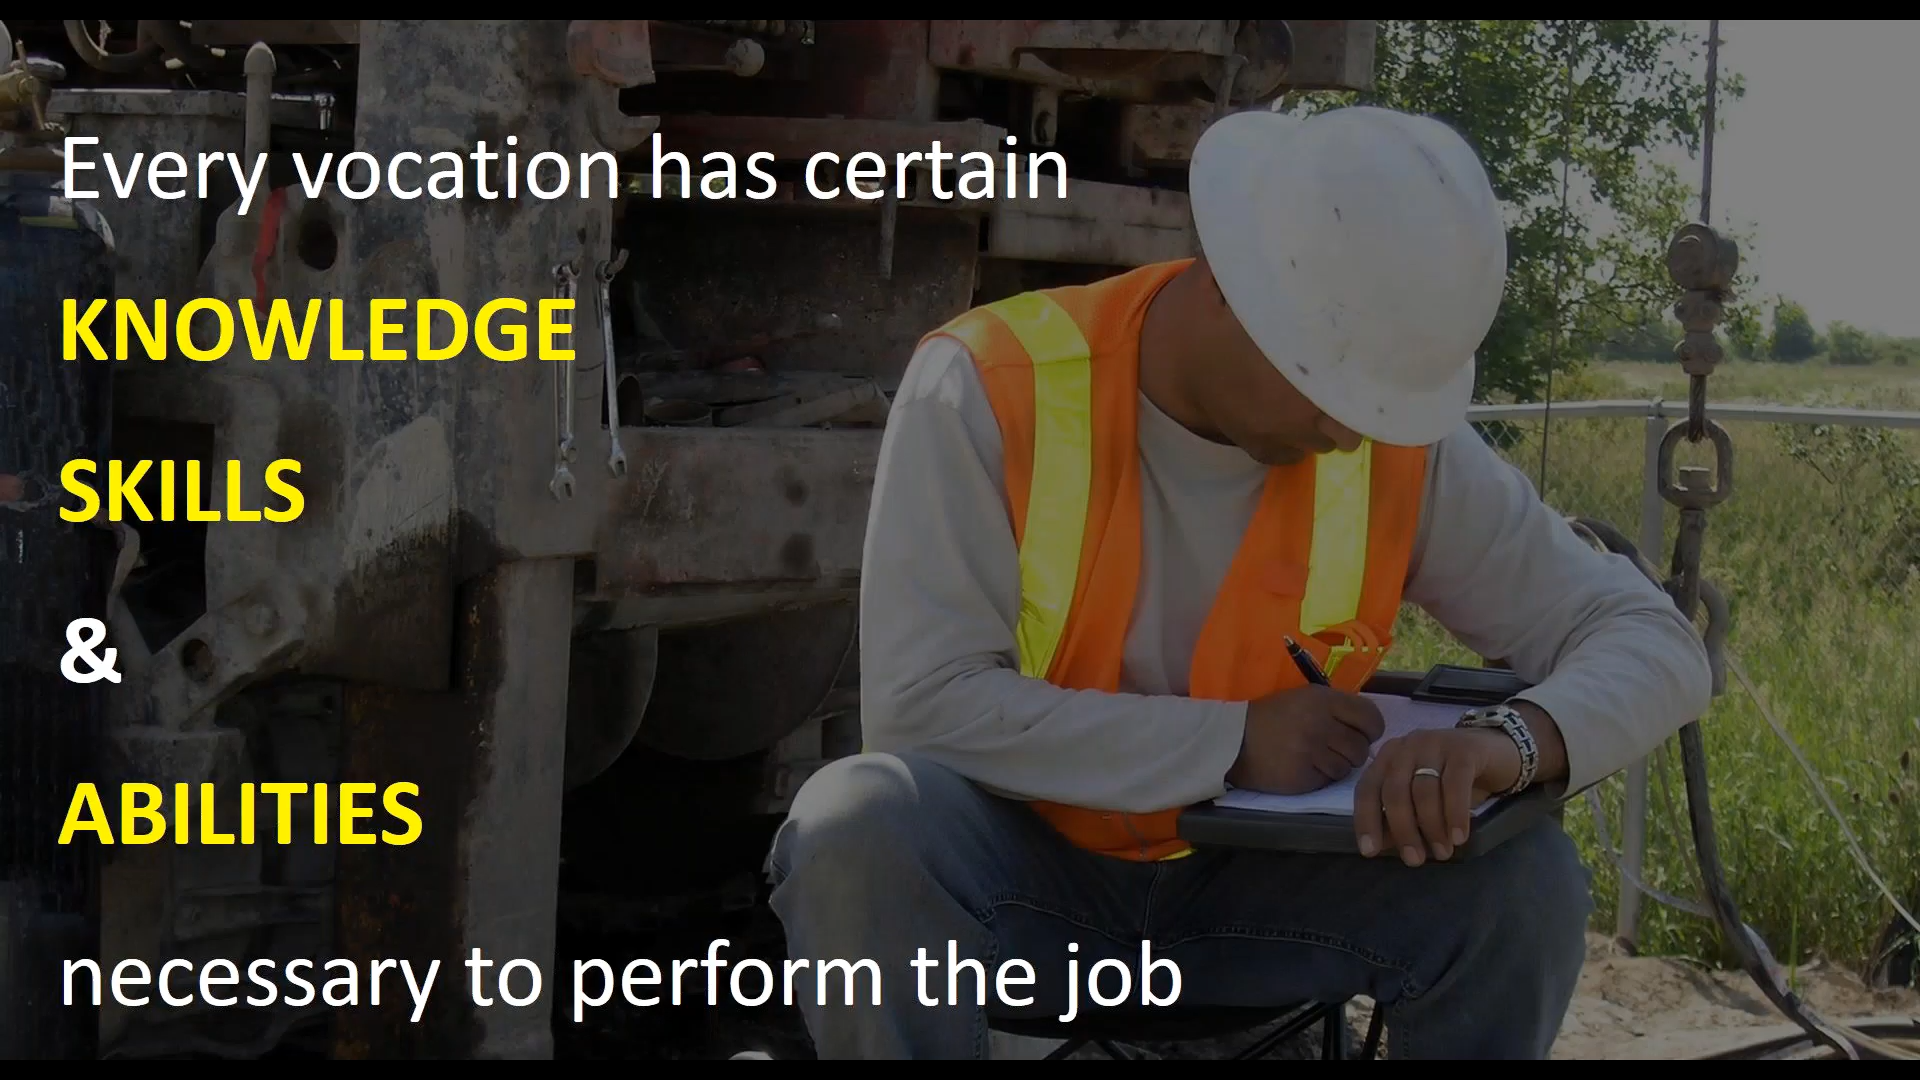 Every vocation has certain
KNOWLEDGE
SKILLS
&
ABILITIES
necessary to perform the job